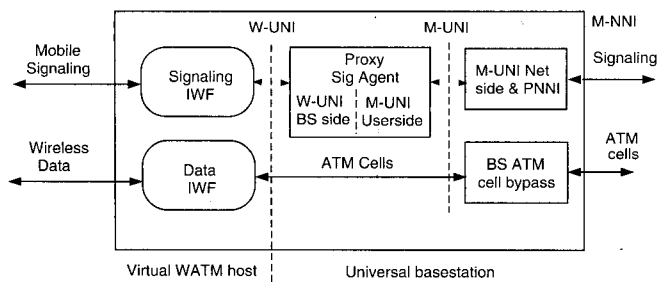 W-UNI
M-UNI
M-NNI
Mobile
Signaling
Signaling
IWF
Proxy
Sig Agent
W-UNI
BS side
M-UNI
Userside
M-UNI Net
side & PNNI
Signaling
Wireless
Data
Data
IWF
ATM Cells
BS ATM
cell bypass
ATM
cells
Virtual WATM host
Universal basestation